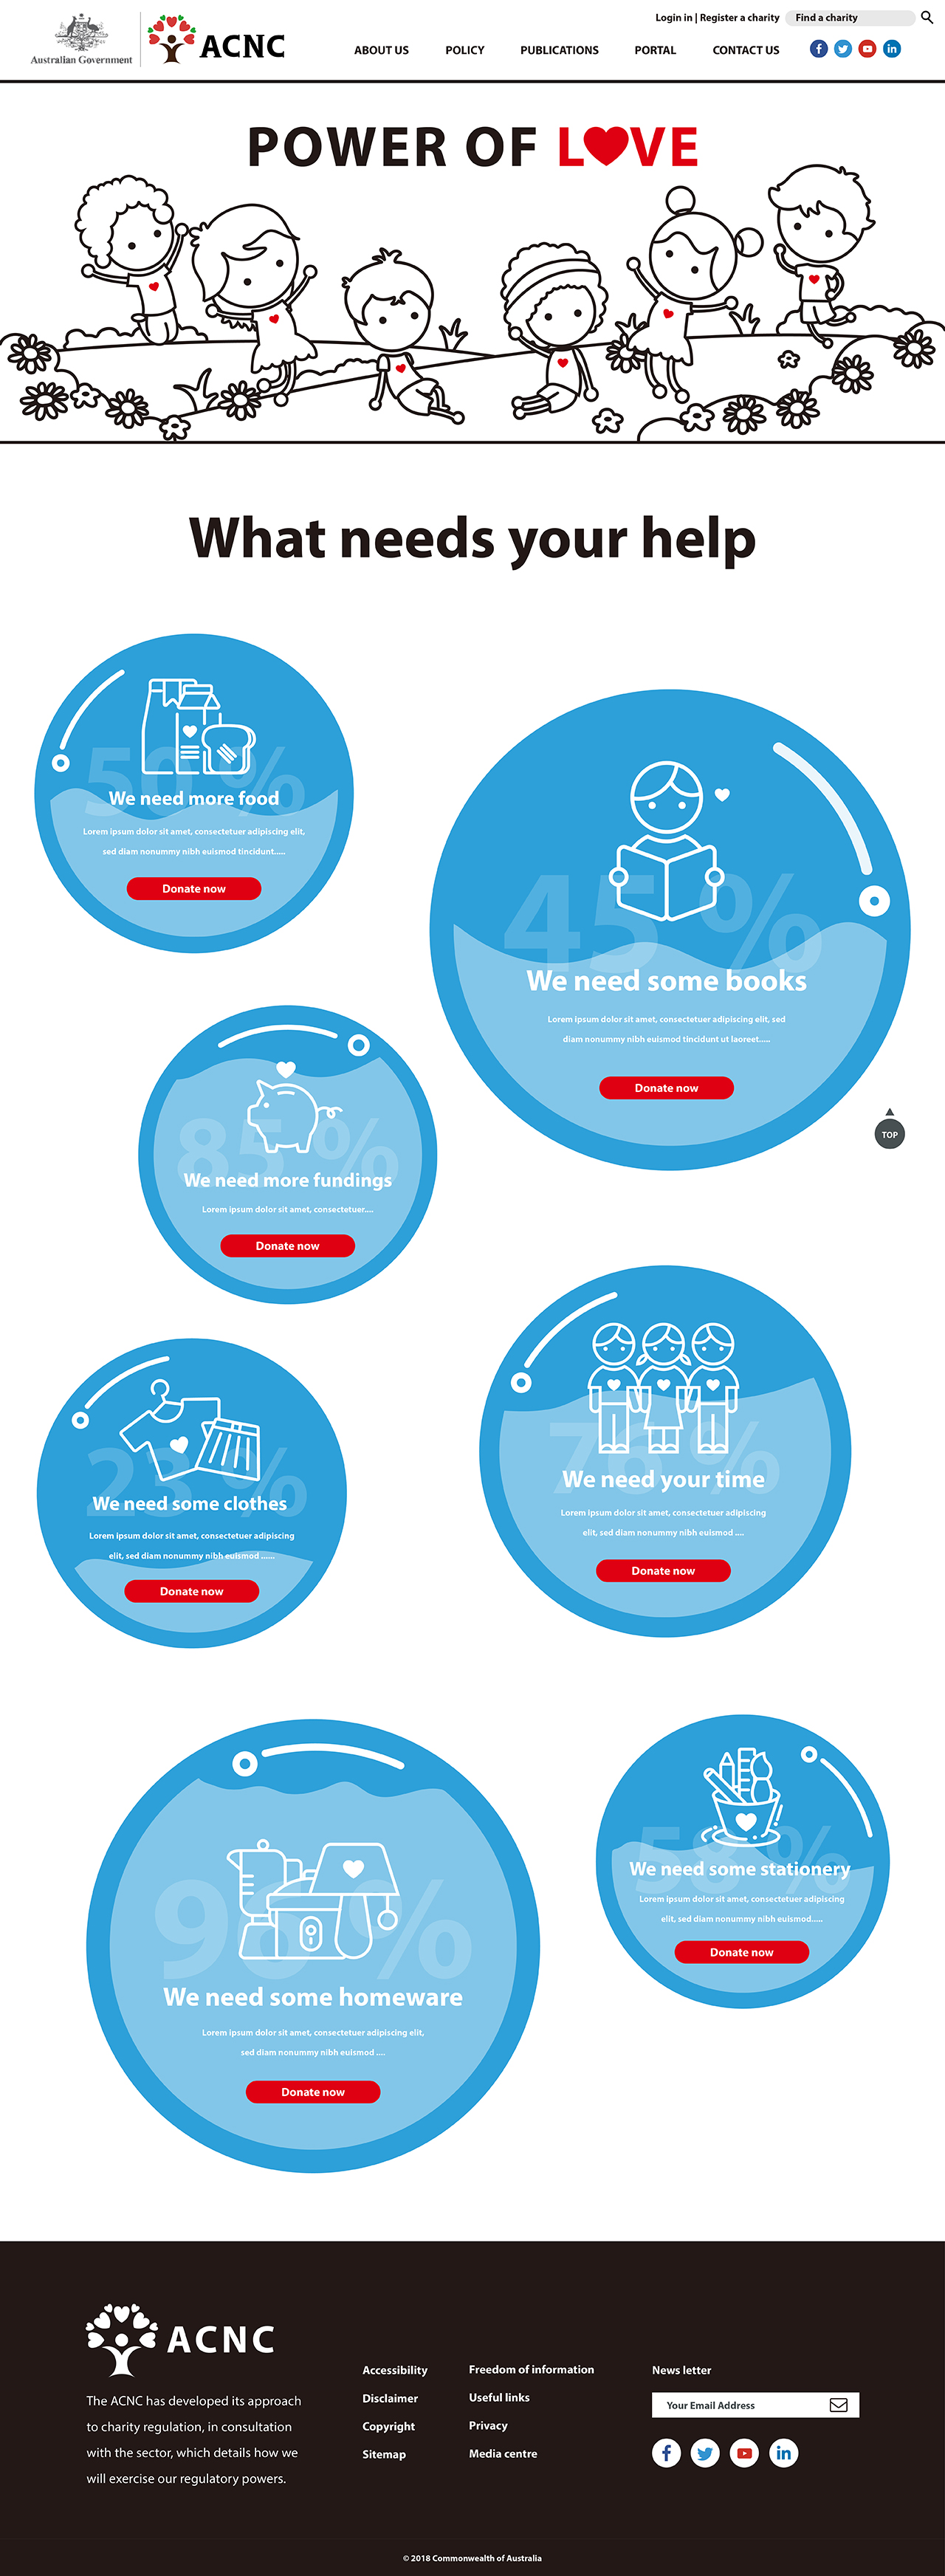 Login in | Register a charity
Find a charity
Australian Government
ACNC
ABOUT US
POLICY
PUBLICATIONS
PORTAL
CONTACT US
POWER OF LOVE
What needs your help
50 %
We need more food
Lorem ipsum dolor sit amet, consectetuer adipiscing elit,
sed diam nonummy nibh euismod tincidunt.....
Donate now
45 %
We need some books
Lorem ipsum dolor sit amet, consectetuer adipiscing elit, sed
diam nonummy nibh euismod tincidunt ut laoreet.....
Donate now
TOP
85 %
We need more fundings
Lorem ipsum dolor sit amet, consectetuer....
Donate now
76 %
We need your time
Lorem ipsum dolor sit amet, consectetuer adipiscing
elit, sed diam nonummy nibh euismod ....
Donate now
23 %
We need some clothes
Lorem ipsum dolor sit amet, consectetuer adipiscing
elit, sed diam nonummy nibh euismod ......
Donate now
58 %
We need some stationery
Lorem ipsum dolor sit amet, consectetuer adipiscing
elit, sed diam nonummy nibh euismod.....
Donate now
%
We need some homeware
Lorem ipsum dolor sit amet, consectetuer adipiscing elit,
sed diam nonummy nibh euismod ....
Donate now
ACNC
The ACNC has developed its approach
to charity regulation, in consultation
with the sector, which details how we
will exercise our regulatory powers.
Accessibility
Disclaimer
Copyright
Sitemap
Freedom of information
Useful links
Privacy
Media centre
News letter
Your Email Address
© 2018 Commonwealth of Australia